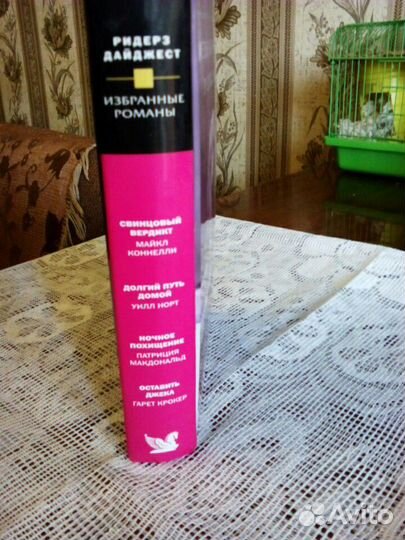 РИДЕРЗ
ДАЙДЖЕСТ
ИЗБРАННЫЕ
РОМАНЫ
СВИНЦОВЫЙ
ВЕРДИКТ
МАЙКЛ
КОННЕЛЛИ
ДОЛГИЙ ПУТЬ
ДОМОЙ
УИЛЛ НОРТ
НОЧНОЕ
ПОХИЩЕНИЕ
ПАТРИЦИЯ
МАКДОНАЛЬД
ОСТАВИТЬ
ДЖЕКА
ГАРЕТ КРОКЕР
Avito